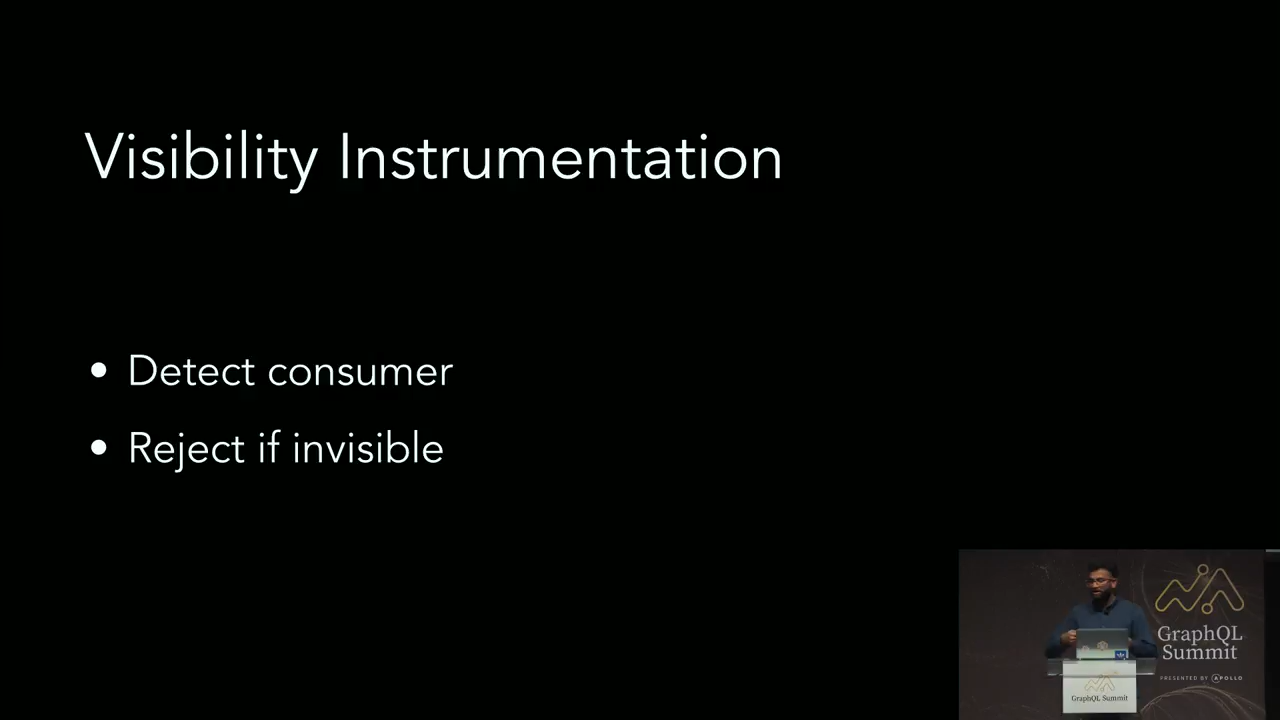 Visibility Instrumentation
• Detect consumer
• Reject if invisible
GraphQL
Summit
PRESENTED BY APOLLO
GraphQL Summit